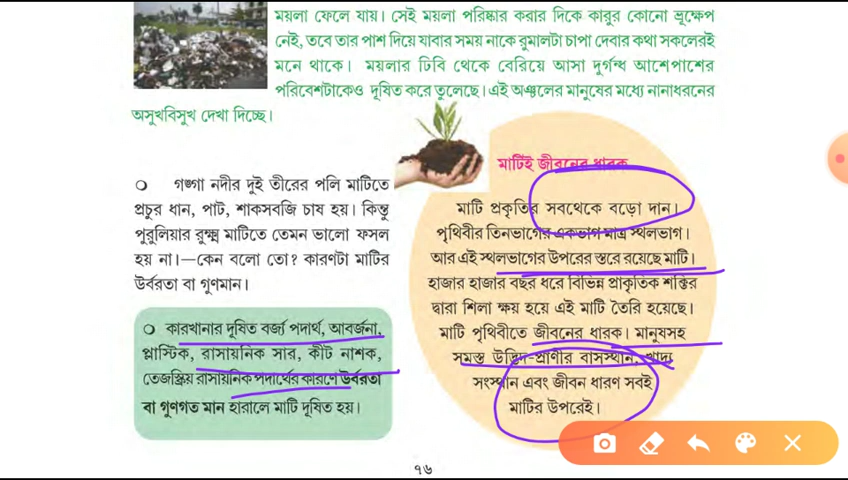 ময়লা ফেলে যায়। সেই ময়লা পরিষ্কার করার দিকে কারুর কোনো ভ্রূক্ষেপ
নেই, তবে তার পাশ দিয়ে যাবার সময় নাকে রুমালটা চাপা দেবার কথা সকলেরই
মনে থাকে। ময়লার ঢিবি থেকে বেরিয়ে আসা দুর্গন্ধ আশেপাশের
পরিবেশটাকেও দূষিত করে তুলেছে। এই অঞ্চলের মানুষের মধ্যে নানাধরনের
অসুখবিসুখ দেখা দিচ্ছে।
গঙ্গা নদীর দুই তীরের পলি মাটিতে
প্রচুর ধান, পাট, শাকসবজি চাষ হয়। কিন্তু
পুরুলিয়ার রুক্ষ্ম মাটিতে তেমন ভালো ফসল
হয় না।—কেন বলো তো? কারণটা মাটির
উর্বরতা বা গুণমান।
কারখানার দূষিত বর্জ্য পদার্থ, আবর্জনা,
প্লাস্টিক, রাসায়নিক সার, কীট নাশক,
তেজস্ক্রিয় রাসায়নিক পদার্থের কারণে উর্বরতা
বা গুণগত মান হারালে মাটি দূষিত হয়।
মাটিই জীবনের ধারক
মাটি প্রকৃতির সবথেকে বড়ো দান।
পৃথিবীর তিনভাগের একভাগ মাত্র স্থলভাগ।
আর এই স্থলভাগের উপরের স্তরে রয়েছে মাটি।
হাজার হাজার বছর ধরে বিভিন্ন প্রাকৃতিক শক্তির
দ্বারা শিলা ক্ষয় হয়ে এই মাটি তৈরি হয়েছে।
মাটি পৃথিবীতে জীবনের ধারক। মানুষসহ
সমস্ত উদ্ভিদ-প্রাণীর বাসস্থান, খাদ্য
সংস্থান এবং জীবন ধারণ সবই
মাটির উপরেই।
৭৬